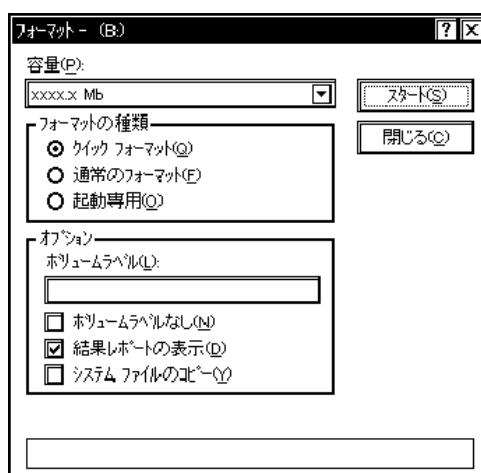 ﾌｫｰﾏｯﾄ - (B:)
容量(P):
xxxx.x Mb
ｽﾀｰﾄ(S)
閉じる(C)
ﾌｫｰﾏｯﾄの種類
ｸｲｯｸ ﾌｫｰﾏｯﾄ(Q)
通常のﾌｫｰﾏｯﾄ(F)
起動専用(O)
ｵﾌﾟｼｮﾝ
ﾎﾞﾘｭｰﾑﾗﾍﾞﾙ(L):
ﾎﾞﾘｭｰﾑﾗﾍﾞﾙなし(N)
結果ﾚﾎﾟｰﾄの表示(D)
ｼｽﾃﾑ ﾌｧｲﾙのｺﾋﾟｰ(Y)